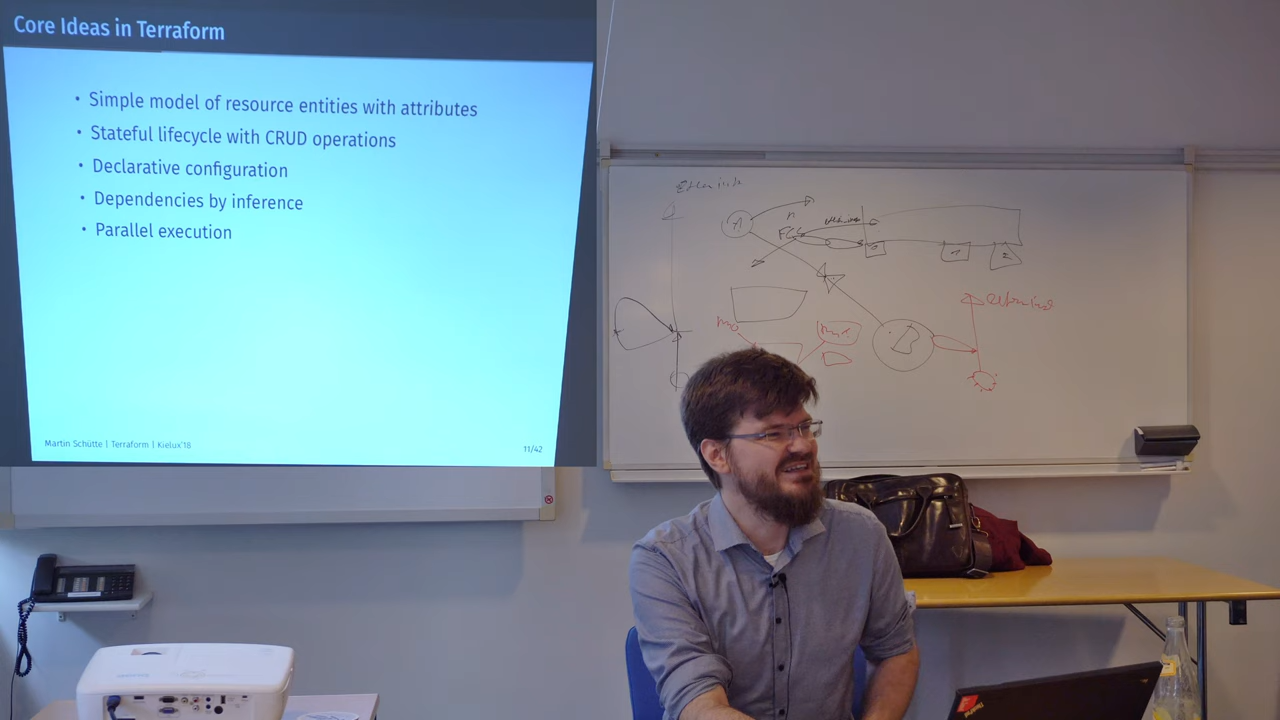 Core Ideas in Terraform
• Simple model of resource entities with attributes
• Stateful lifecycle with CRUD operations
• Declarative configuration
• Dependencies by inference
• Parallel execution
Martin Schütte | Terraform | Kielux'18
11/42
A
n
B
ThinkPad